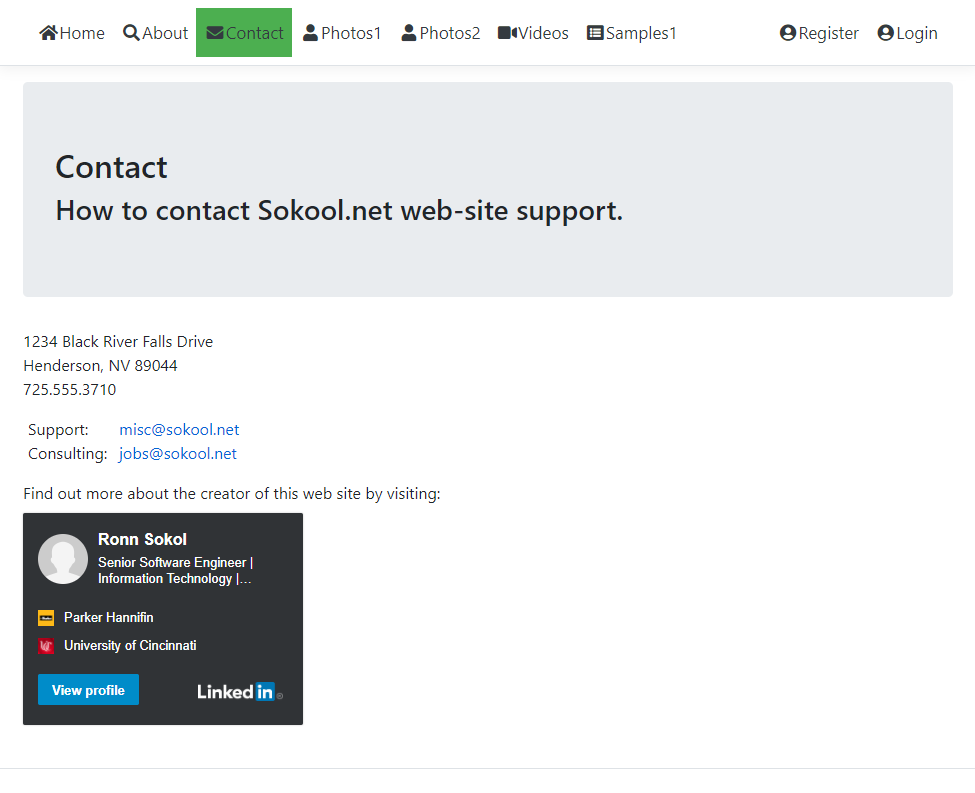 Home About Contact Photos1 Photos2 Videos Samples1 Register Login
Contact
How to contact Sokool.net web-site support.
1234 Black River Falls Drive
Henderson, NV 89044
725.555.3710
Support: misc@sokool.net
Consulting: jobs@sokool.net
Find out more about the creator of this web site by visiting:
Ronn Sokol
Senior Software Engineer |
Information Technology |...
Parker Hannifin
University of Cincinnati
View profile
Linked in